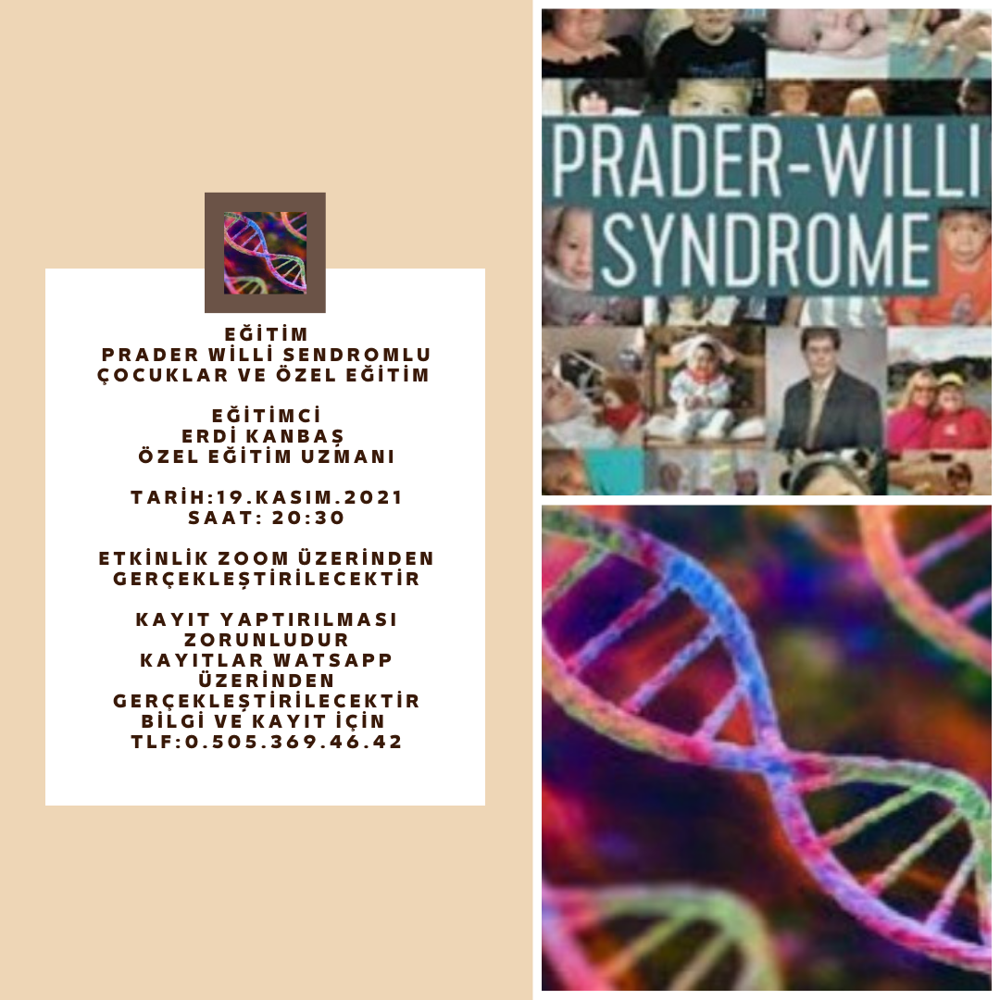 EĞİTİM
PRADER WİLLİ SENDROMLU
ÇOCUKLAR VE ÖZEL EĞİTİM
EĞİTİMCİ
ERDİ KANBAŞ
ÖZEL EĞİTİM UZMANI
TARİH:19.KASIM.2021
SAAT: 20:30
ETKİNLİK ZOOM ÜZERİNDEN
GERÇEKLEŞTİRİLECEKTİR
KAYIT YAPTIRILMASI
ZORUNLUDUR
KAYITLAR WATSAPP
ÜZERİNDEN
GERÇEKLEŞTİRİLECEKTİR
BİLGİ VE KAYIT İÇİN
TLF:0.505.369.46.42
PRADER-WILLI
SYNDROME